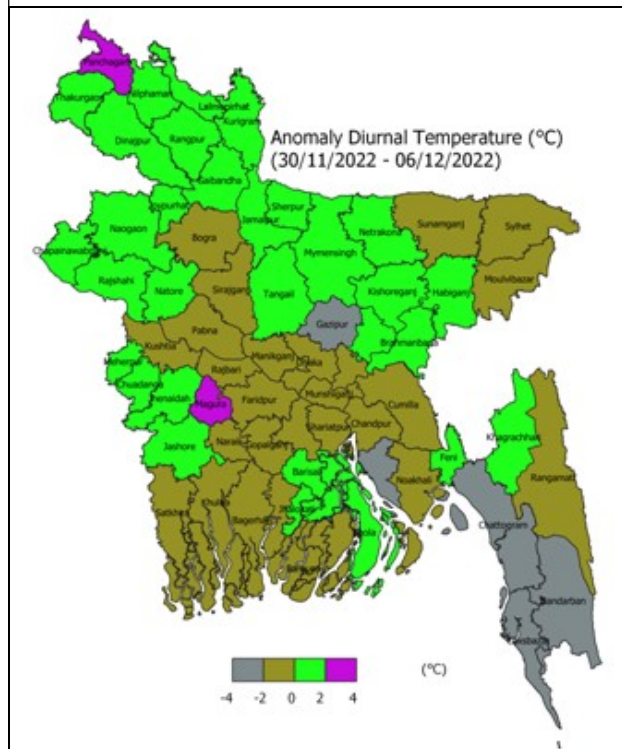 Panchagarh
Thakurgaon
Nilphamari
Lalmonirhat
Kurigram
Dinajpur
Rangpur
Anomaly Diurnal Temperature (°C)
(30/11/2022 - 06/12/2022)
Gaibandha
Joypurhat
Sherpur
Jamalpur
Naogaon
Bogra
Mymensingh
Netrakona
Sunamganj
Sylhet
Chapainawabganj
Rajshahi
Natore
Sirajganj
Tangail
Kishoreganj
Habiganj
Moulvibazar
Gazipur
Pabna
Brahmanbaria
Kushtia
Manikganj
Dhaka
Meherpur
Rajbari
Chuadanga
Jhenaidah
Magura
Faridpur
Munshiganj
Cumilla
Narail
Gopalganj
Shariatpur
Chandpur
Khagrachhari
Jashore
Feni
Rangamati
Barisal
Noakhali
Satkhira
Khulna
Bagerhat
Bhola
Chattogram
Bandarban
(°C)
-4 -2 0 2 4